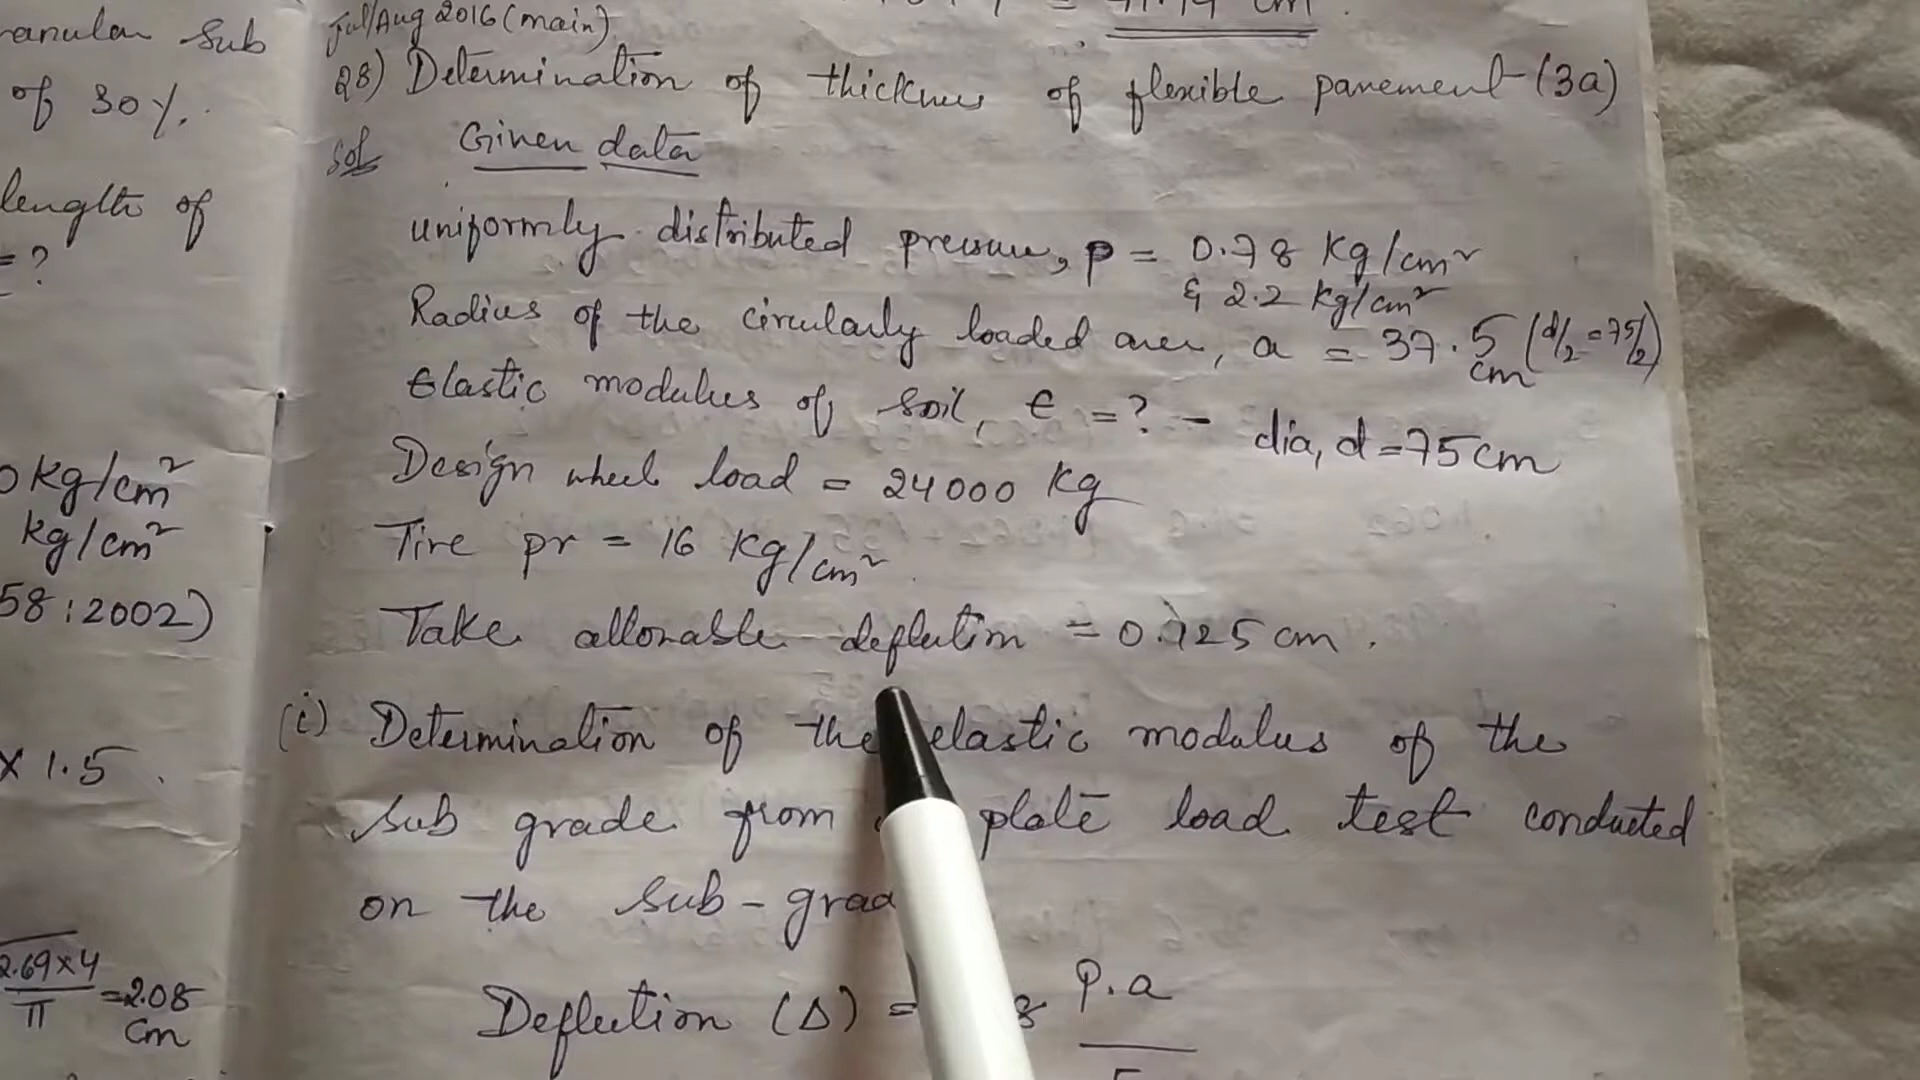 anular Sub
of 30%.
length of
= ?
0 kg/cm²
kg/cm²
58:2002)
x 1.5
2.69x4
π
=2.08
cm
cm
Jul/Aug 2016 (main)
28) Determination of thickness of flexible pavement (3a)
Sol Given data
uniformly distributed pressure, p = 0.78 kg/cm²
& 2.2 kg/cm²
Radius of the circularly loaded area, a = 37.5 (d/2 = 75/2)
cm
Elastic modulus of soil, E = ? - dia, d = 75cm
Design wheel load = 24000 kg
Tire pr = 16 kg/cm²
Take allowable deflection = 0.125 cm.
(i) Determination of the elastic modulus of the
Sub grade from plate load test conducted
on the Sub-grad
Deflection (Δ) = 8 P.a